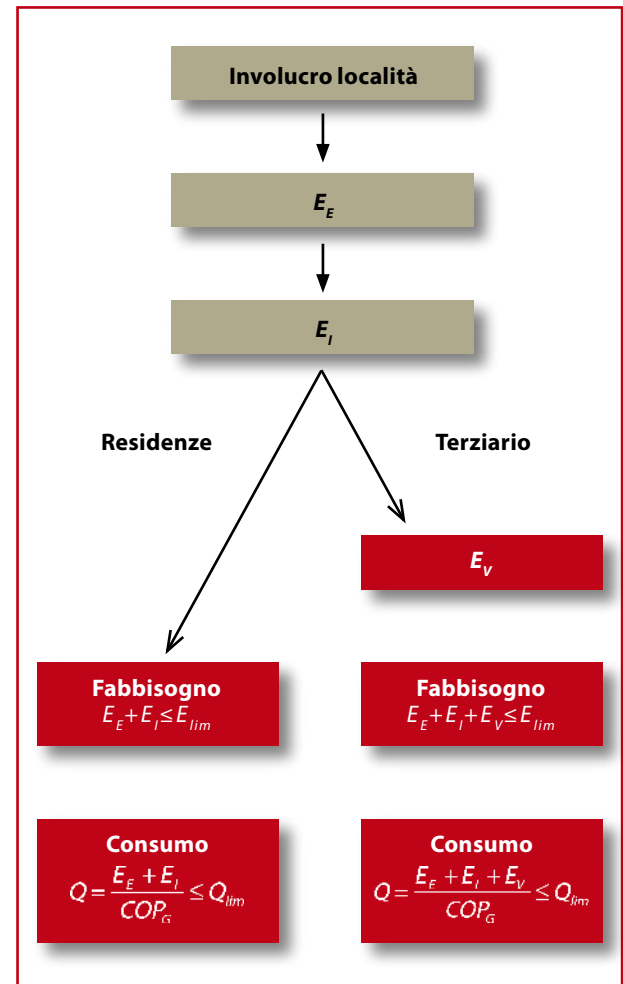 Involucro località
E_E
E_I
Residenze
Terziario
E_V
Fabbisogno
E_E+E_I≤E_lim
Fabbisogno
E_E+E_I+E_V≤E_lim
Consumo
Q = (E_E + E_I) / COP_G ≤ Q_lim
Consumo
Q = (E_E + E_I + E_V) / COP_G ≤ Q_lim